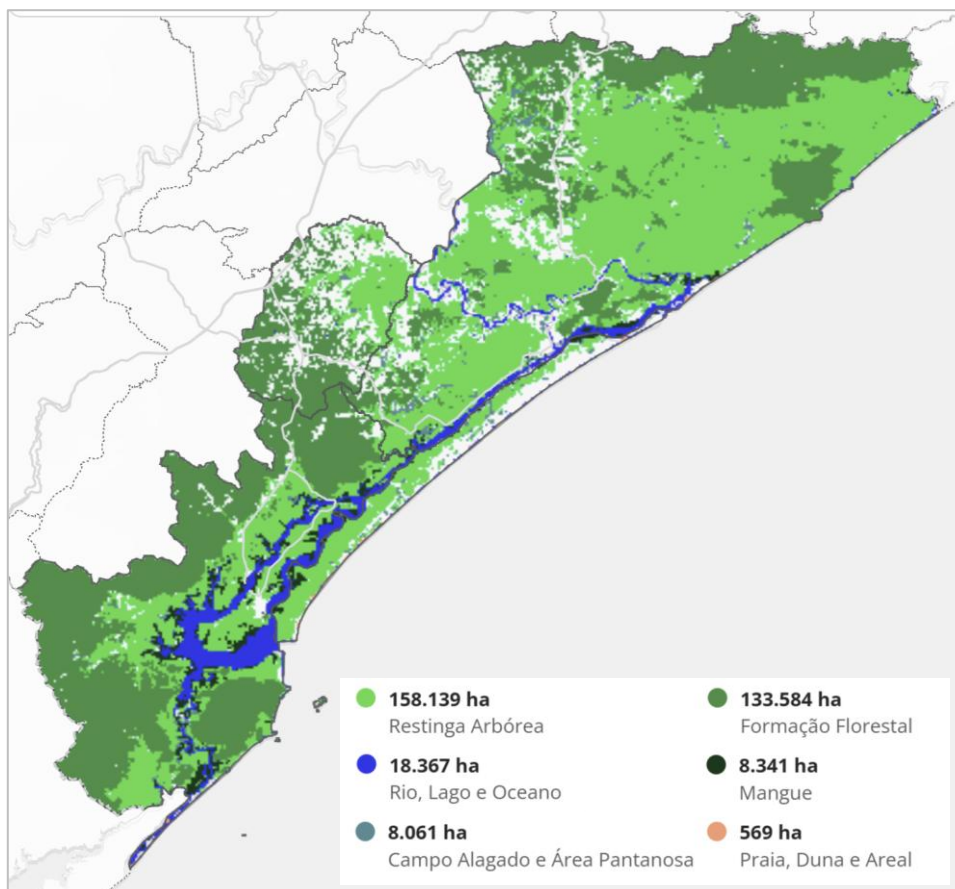 158.139 ha
Restinga Arbórea
133.584 ha
Formação Florestal
18.367 ha
Rio, Lago e Oceano
8.341 ha
Mangue
8.061 ha
Campo Alagado e Área Pantanosa
569 ha
Praia, Duna e Areal